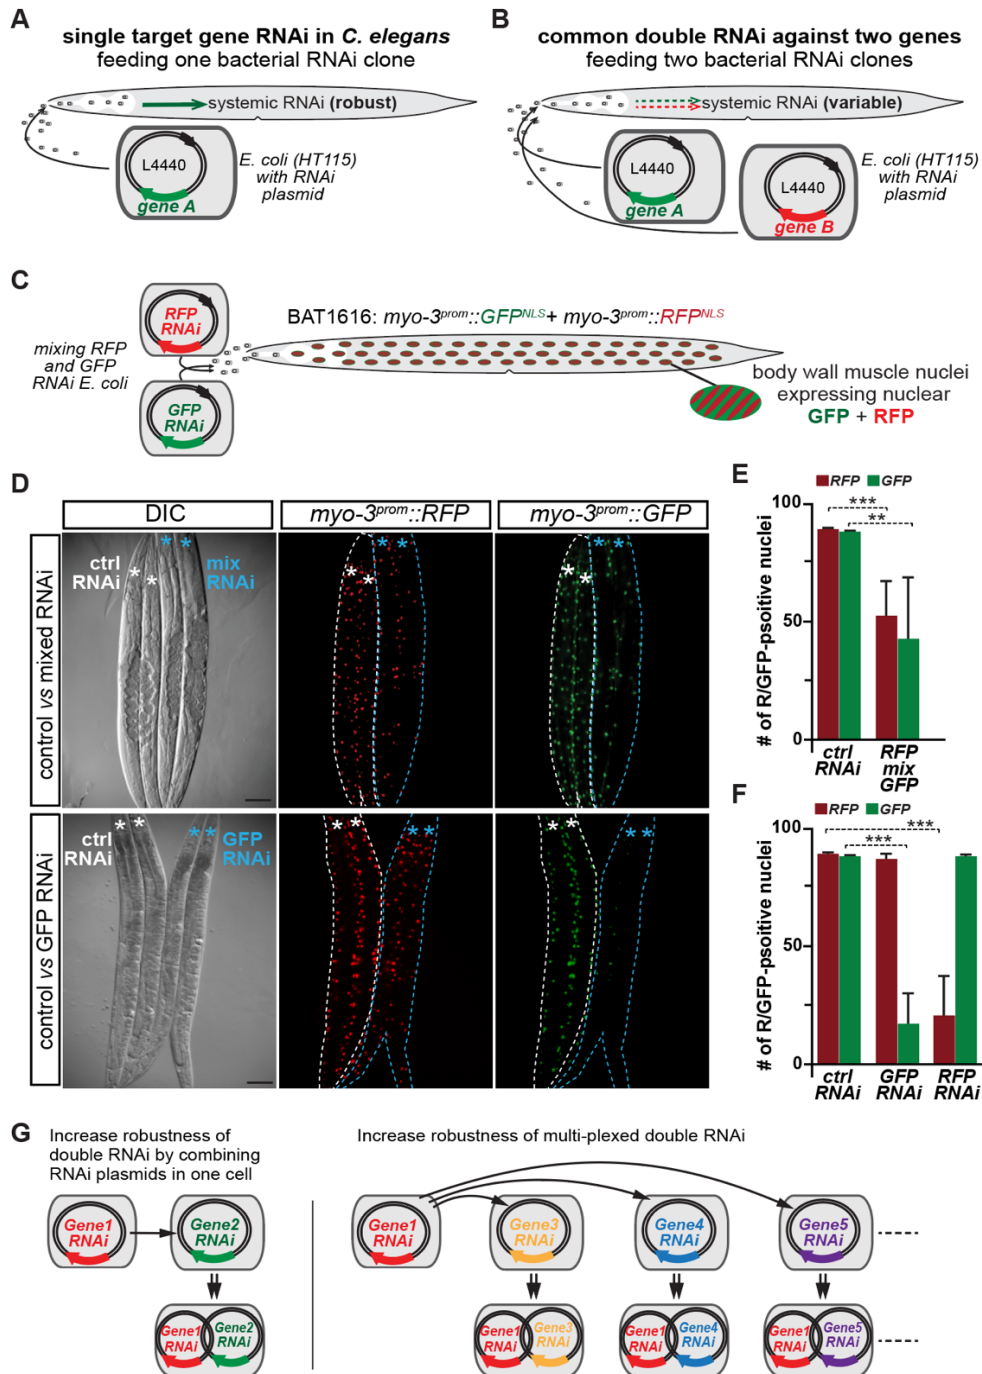 A
single target gene RNAi in C. elegans
feeding one bacterial RNAi clone
systemic RNAi (robust)
L4440
gene A
E. coli (HT115)
with RNAi
plasmid
B
common double RNAi against two genes
feeding two bacterial RNAi clones
systemic RNAi (variable)
L4440
gene A
L4440
gene B
E. coli (HT115)
with RNAi
plasmid
C
RFP
RNAi
mixing RFP
and GFP
RNAi E. coli
GFP
RNAi
BAT1616: myo-3prom::GFPNLS+ myo-3prom::RFPNLS
body wall muscle nuclei
expressing nuclear
GFP + RFP
D
DIC
myo-3prom::RFP
myo-3prom::GFP
control vs mixed RNAi
ctrl
RNAi
* *
* *
mix
RNAi
* *
* *
* *
* *
control vs GFP RNAi
ctrl
RNAi
* *
* *
GFP
RNAi
* *
* *
* *
* *
E
RFP GFP
# of R/GFP-psoitive nuclei
100
50
0
***
**
ctrl
RNAi
RFP
mix
GFP
F
RFP GFP
# of R/GFP-psoitive nuclei
100
50
0
***
***
ctrl
RNAi
GFP
RNAi
RFP
RNAi
G
Increase robustness of
double RNAi by combining
RNAi plasmids in one cell
Gene1
RNAi
Gene2
RNAi
Gene1
RNAi
Gene2
RNAi
Increase robustness of multi-plexed double RNAi
Gene1
RNAi
Gene3
RNAi
Gene4
RNAi
Gene5
RNAi
Gene1
RNAi
Gene3
RNAi
Gene1
RNAi
Gene4
RNAi
Gene1
RNAi
Gene5
RNAi